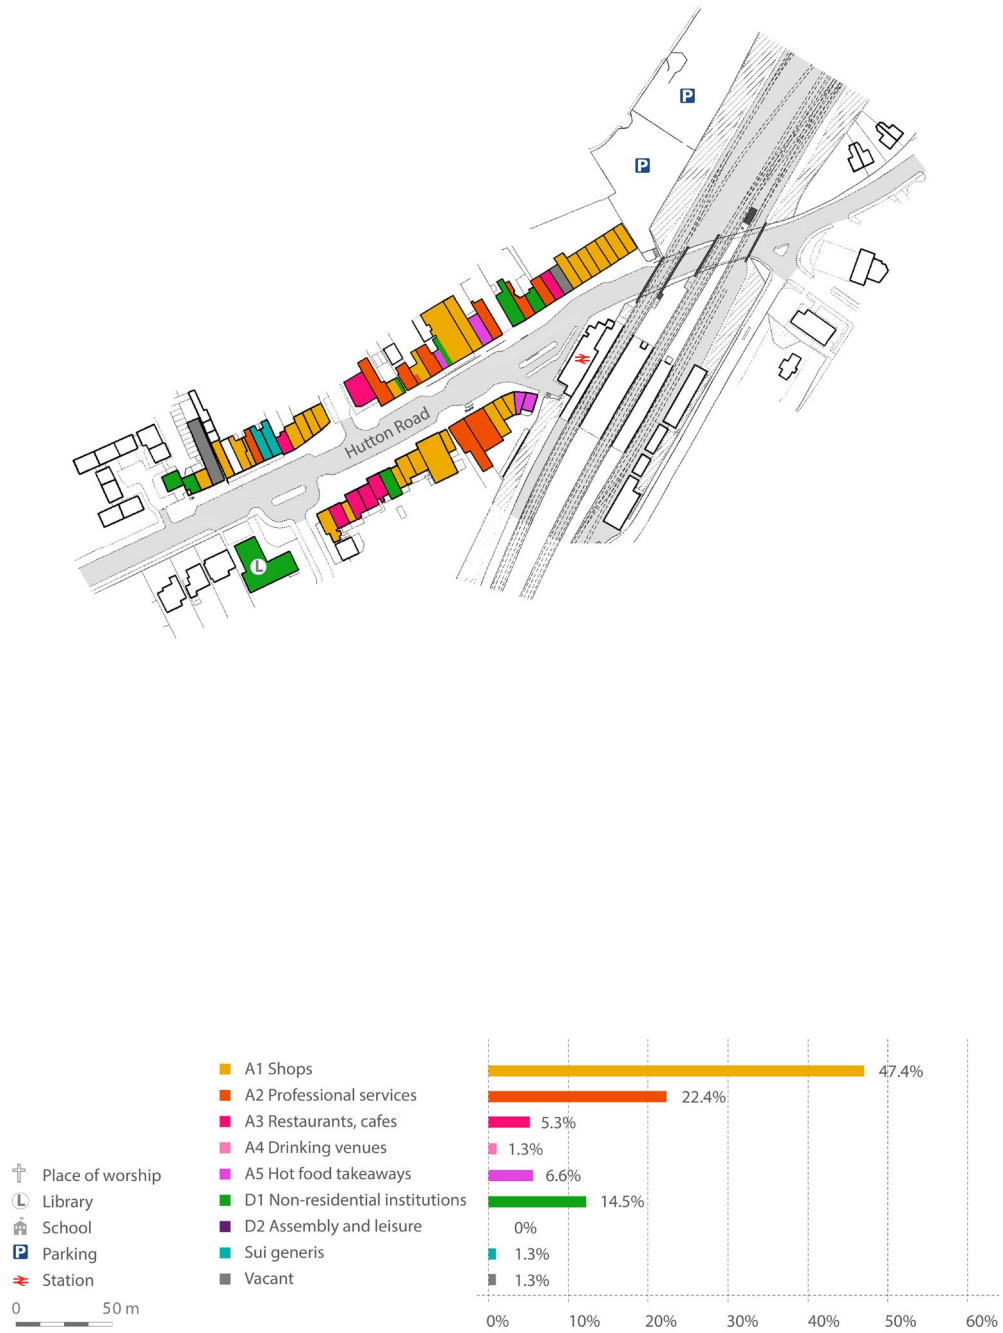 P
P
Hutton Road
L
A1 Shops 47.4%
A2 Professional services 22.4%
A3 Restaurants, cafes 5.3%
A4 Drinking venues 1.3%
Place of worship
A5 Hot food takeaways 6.6%
L Library
D1 Non-residential institutions 14.5%
School
D2 Assembly and leisure 0%
P Parking
Sui generis 1.3%
Station
Vacant 1.3%
0 50 m
0% 10% 20% 30% 40% 50% 60%